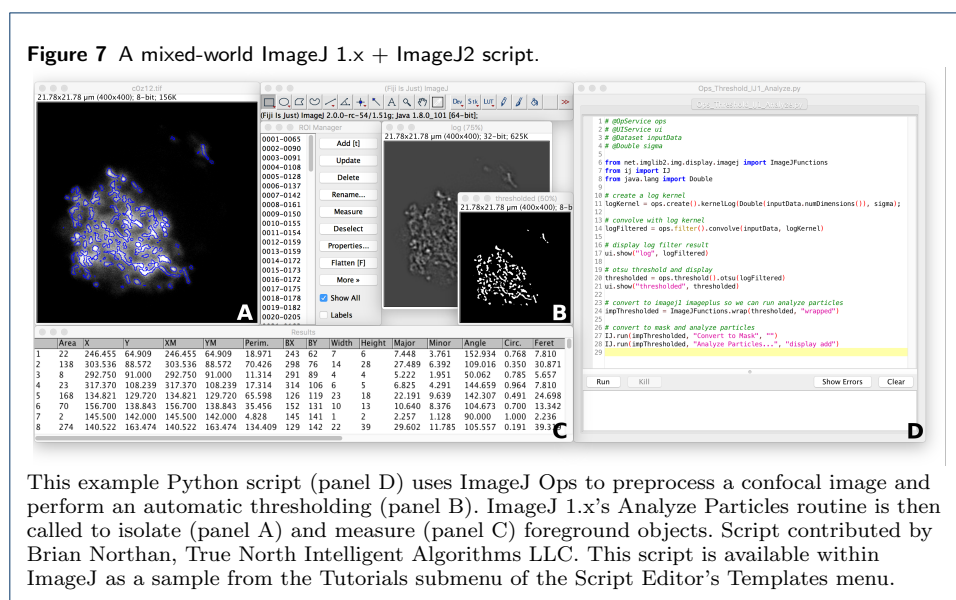 Figure 7 A mixed-world ImageJ 1.x + ImageJ2 script.
c0z12.tif
21.78x21.78 µm (400x400); 8-bit; 156K
A
(Fiji Is Just) ImageJ
Dev Stk LUT
>>
(Fiji Is Just) ImageJ 2.0.0-rc-54/1.51g; Java 1.8.0_101 [64-bit];
ROI Manager
0001-0065
0002-0090
0003-0091
0004-0108
0005-0128
0006-0137
0007-0142
0008-0161
0009-0150
0010-0155
0011-0154
0012-0159
0013-0159
0014-0172
0015-0173
0016-0172
0017-0175
0018-0178
0019-0182
0020-0205
Add [t]
Update
Delete
Rename...
Measure
Deselect
Properties...
Flatten [F]
More »
Show All
Labels
log (75%)
21.78x21.78 µm (400x400); 32-bit; 625K
thresholded (50%)
21.78x21.78 µm (400x400); 8-b
B
Results
Area X Y XM YM Perim. BX BY Width Height Major Minor Angle Circ. Feret
1 22 246.455 64.909 246.455 64.909 18.971 243 62 7 6 7.448 3.761 152.934 0.768 7.810
2 138 303.536 88.572 303.536 88.572 70.426 298 76 14 28 27.489 6.392 109.016 0.350 30.871
3 8 292.750 91.000 292.750 91.000 11.314 291 89 4 4 5.222 1.951 50.062 0.785 5.657
4 23 317.370 108.239 317.370 108.239 17.314 314 106 6 5 6.825 4.291 144.659 0.964 7.810
5 168 134.821 129.720 134.821 129.720 65.598 126 119 23 18 22.191 9.639 142.307 0.491 24.698
6 70 156.700 138.843 156.700 138.843 35.456 152 131 10 13 10.640 8.376 104.673 0.700 13.342
7 2 145.500 142.000 145.500 142.000 4.828 145 141 1 2 2.257 1.128 90.000 1.000 2.236
8 274 140.522 163.474 140.522 163.474 134.409 129 142 22 39 29.602 11.785 105.557 0.191
C
Ops_Threshold_IJ1_Analyze.py
1 # @OpService ops
2 # @UIService ui
3 # @Dataset inputData
4 # @Double sigma
5
6 from net.imglib2.img.display.imagej import ImageJFunctions
7 from ij import IJ
8 from java.lang import Double
9
10 # create a log kernel
11 logKernel = ops.create().kernelLog(Double(inputData.numDimensions()), sigma);
12
13 # convolve with log kernel
14 logFiltered = ops.filter().convolve(inputData, logKernel)
15
16 # display log filter result
17 ui.show("log", logFiltered)
18
19 # otsu threshold and display
20 thresholded = ops.threshold().otsu(logFiltered)
21 ui.show("thresholded", thresholded)
22
23 # convert to imagej1 imageplus so we can run analyze particles
24 impThresholded = ImageJFunctions.wrap(thresholded, "wrapped")
25
26 # convert to mask and analyze particles
27 IJ.run(impThresholded, "Convert to Mask", "")
28 IJ.run(impThresholded, "Analyze Particles...", "display add")
29
Run Kill Show Errors Clear
D
This example Python script (panel D) uses ImageJ Ops to preprocess a confocal image and
perform an automatic thresholding (panel B). ImageJ 1.x's Analyze Particles routine is then
called to isolate (panel A) and measure (panel C) foreground objects. Script contributed by
Brian Northan, True North Intelligent Algorithms LLC. This script is available within
ImageJ as a sample from the Tutorials submenu of the Script Editor's Templates menu.